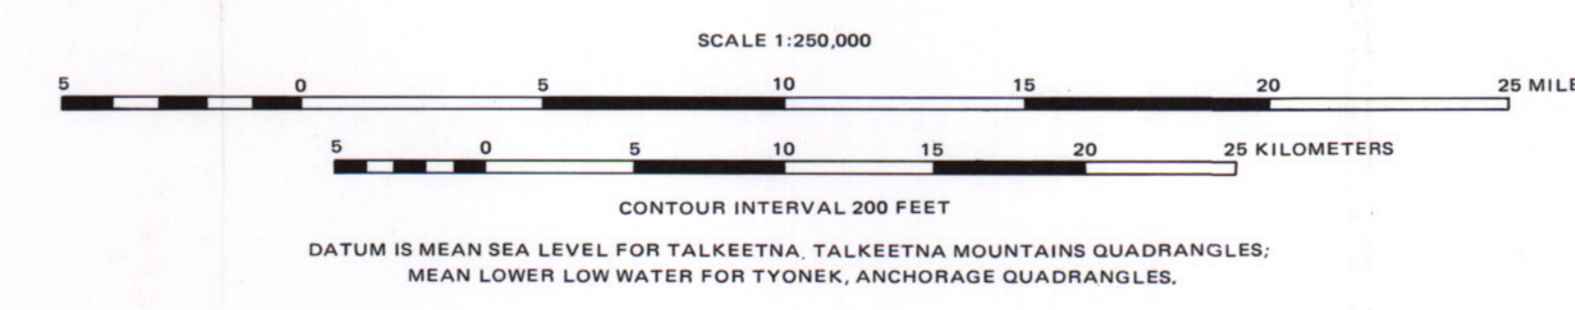 SCALE 1:250,000
5 0 5 10 15 20 25 MILE
5 0 5 10 15 20 25 KILOMETERS
CONTOUR INTERVAL 200 FEET
DATUM IS MEAN SEA LEVEL FOR TALKEETNA, TALKEETNA MOUNTAINS QUADRANGLES;
MEAN LOWER LOW WATER FOR TYONEK, ANCHORAGE QUADRANGLES.